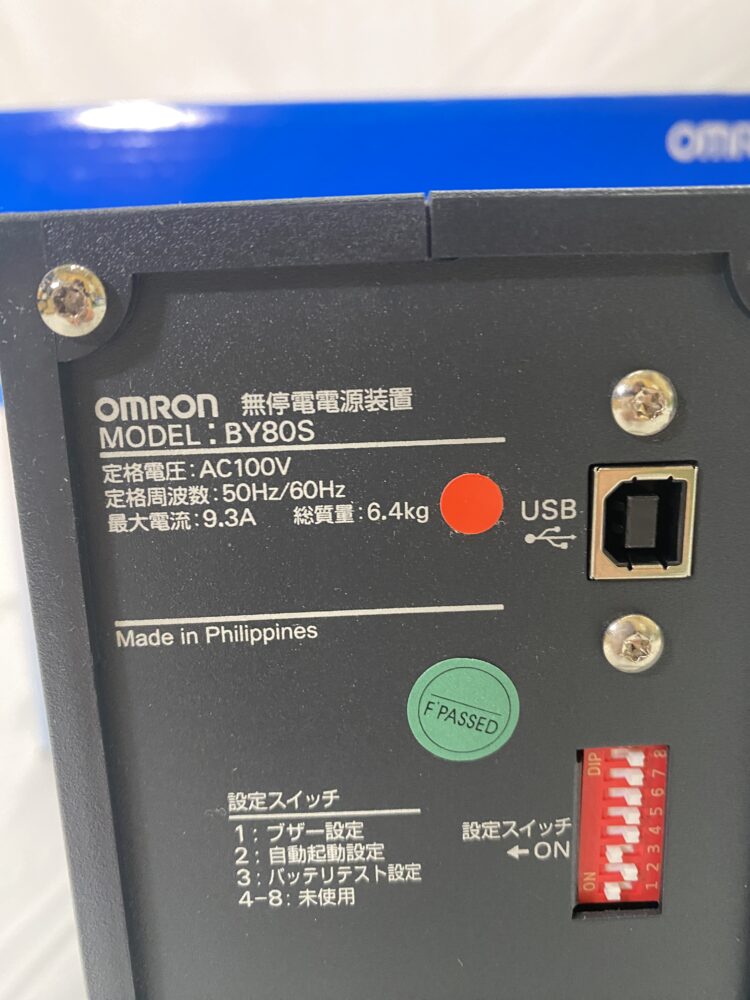 OMRON 無停電電源装置
MODEL:BY80S
定格電圧:AC100V
定格周波数:50Hz/60Hz
最大電流:9.3A 総質量:6.4kg
USB
Made in Philippines
F'PASSED
設定スイッチ
1:ブザー設定
2:自動起動設定
3:バッテリテスト設定
4-8:未使用
設定スイッチ
←ON
ON DIP
1 2 3 4 5 6 7 8